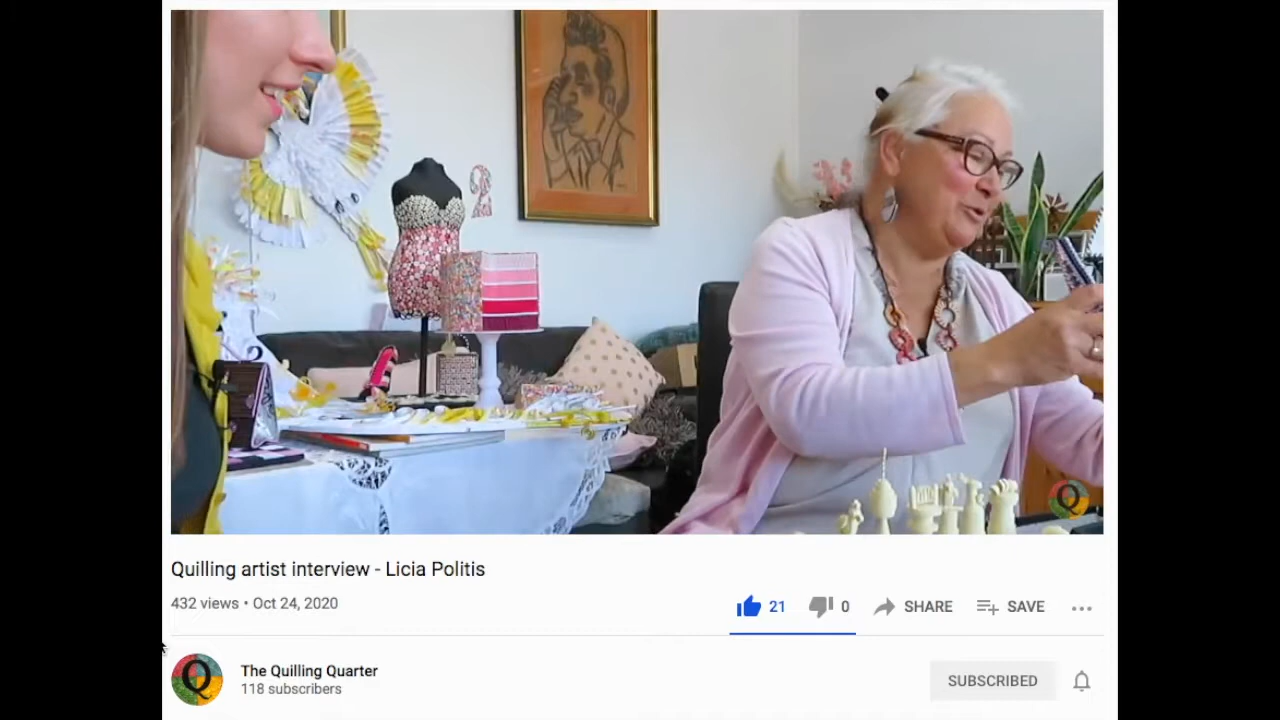 2
Q
Quilling artist interview - Licia Politis
432 views • Oct 24, 2020
21
0
SHARE
SAVE
Q
The Quilling Quarter
118 subscribers
SUBSCRIBED